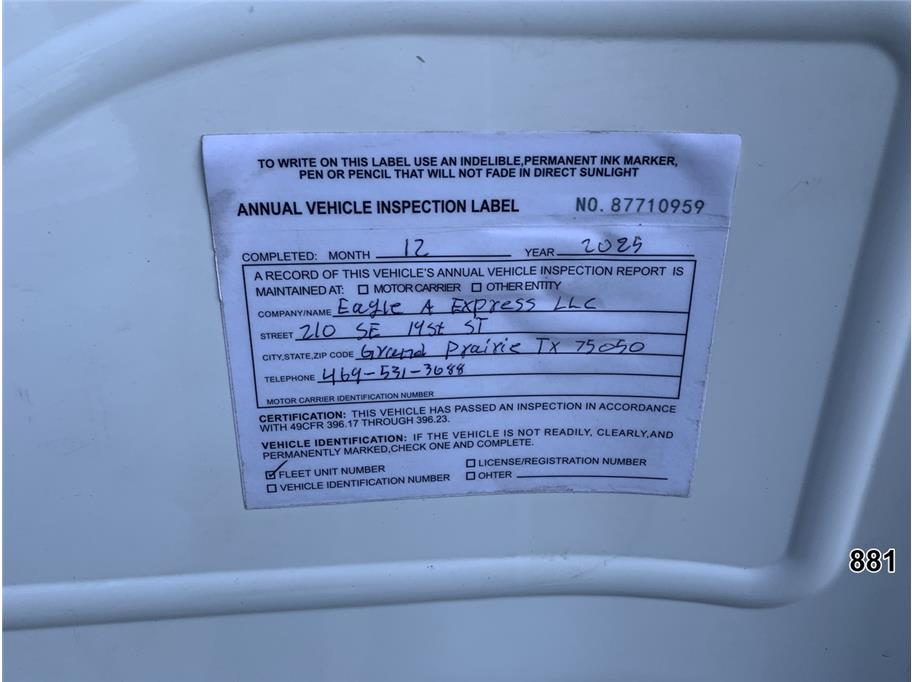 TO WRITE ON THIS LABEL USE AN INDELIBLE,PERMANENT INK MARKER,
PEN OR PENCIL THAT WILL NOT FADE IN DIRECT SUNLIGHT
ANNUAL VEHICLE INSPECTION LABEL NO. 87710959
COMPLETED: MONTH 12 YEAR 2025
A RECORD OF THIS VEHICLE'S ANNUAL VEHICLE INSPECTION REPORT IS
MAINTAINED AT: ☐ MOTOR CARRIER ☐ OTHER ENTITY
COMPANY/NAME Eagle A Express LLC
STREET 210 SE 14st ST
CITY,STATE,ZIP CODE Grand Prairie TX 75050
TELEPHONE 469-531-3688
MOTOR CARRIER IDENTIFICATION NUMBER
CERTIFICATION: THIS VEHICLE HAS PASSED AN INSPECTION IN ACCORDANCE
WITH 49CFR 396.17 THROUGH 396.23.
VEHICLE IDENTIFICATION: IF THE VEHICLE IS NOT READILY, CLEARLY,AND
PERMANENTLY MARKED,CHECK ONE AND COMPLETE.
☑ FLEET UNIT NUMBER ☐ LICENSE/REGISTRATION NUMBER
☐ VEHICLE IDENTIFICATION NUMBER ☐ OHTER
881